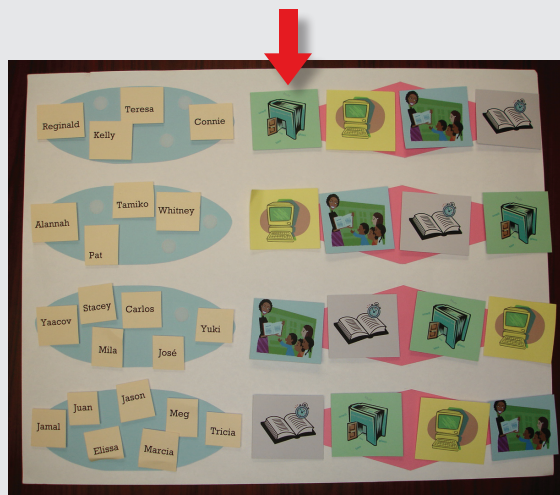 Reginald
Kelly
Teresa
Connie
Alannah
Pat
Tamiko
Whitney
Yaacov
Stacey
Mila
Carlos
José
Yuki
Jamal
Juan
Elissa
Jason
Marcia
Meg
Tricia